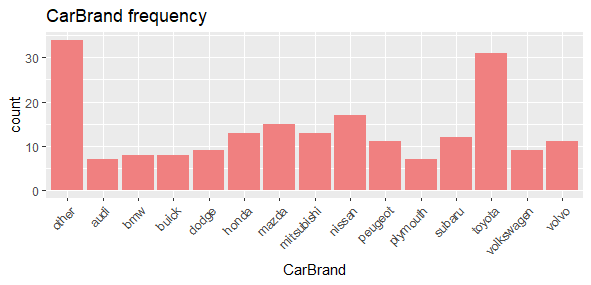 CarBrand frequency
30
20
10
0
count
other audi bmw buick dodge honda mazda mitsubishi nissan peugeot plymouth subaru toyota volkswagen volvo
CarBrand